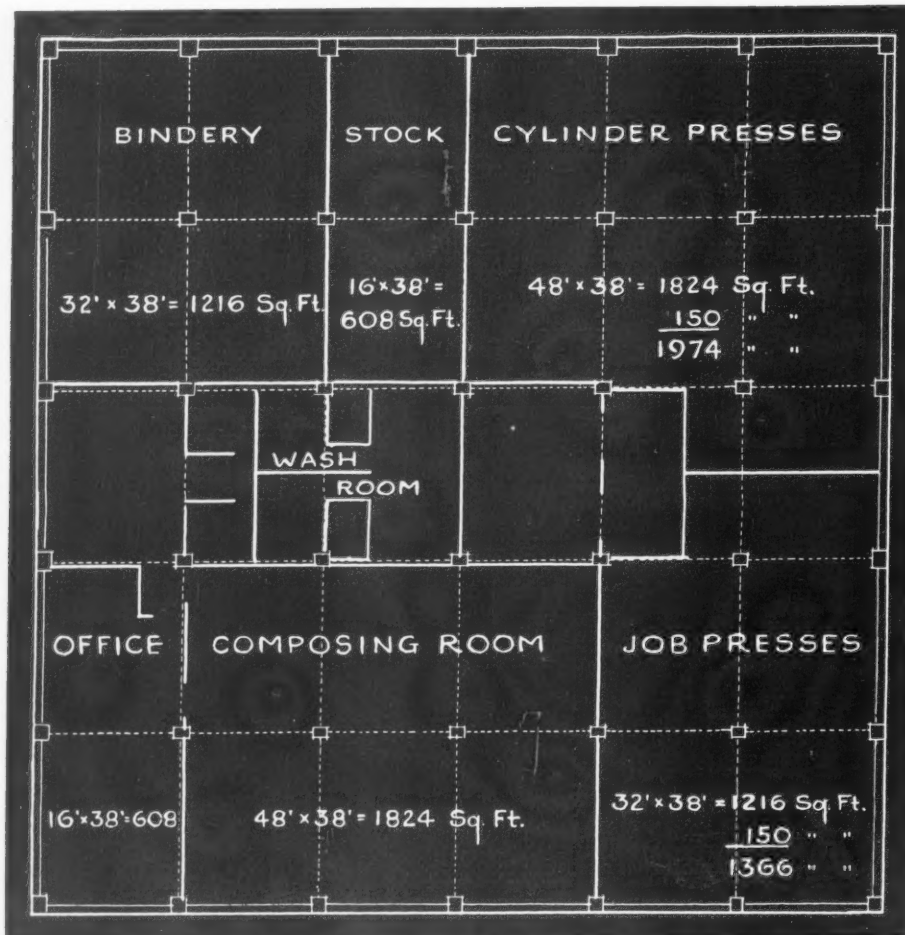 BINDERY
STOCK
CYLINDER PRESSES
32' × 38' = 1216 Sq. Ft.
16' × 38' =
608 Sq. Ft.
48' × 38' = 1824 Sq. Ft.
150 " "
1974 " "
WASH
ROOM
OFFICE
COMPOSING ROOM
JOB PRESSES
16' × 38' = 608
48' × 38' = 1824 Sq. Ft.
32' × 38' = 1216 Sq. Ft.
150 " "
1366 " "